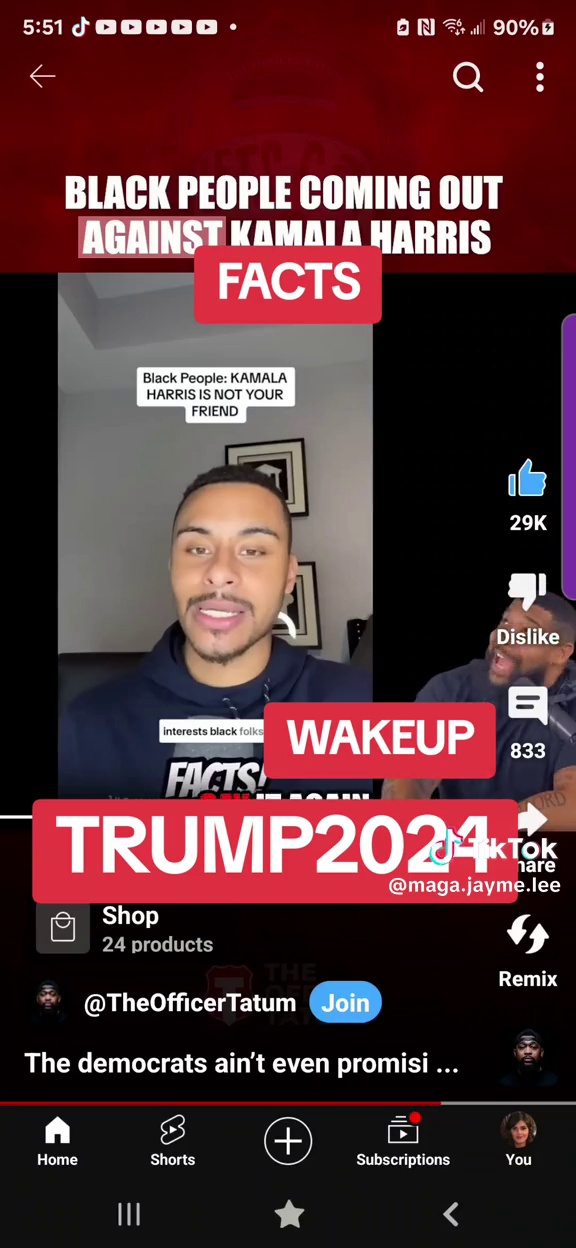 5:51
90%
BLACK PEOPLE COMING OUT
AGAINST KAMALA HARRIS
FACTS
Black People: KAMALA
HARRIS IS NOT YOUR
FRIEND
29K
Dislike
interests black folks
WAKEUP
833
FACTS!
TRUMP2024
TikTok
@maga.jayme.lee
Shop
24 products
Remix
@TheOfficerTatum
Join
The democrats ain't even promisi ...
Home
Shorts
Subscriptions
You